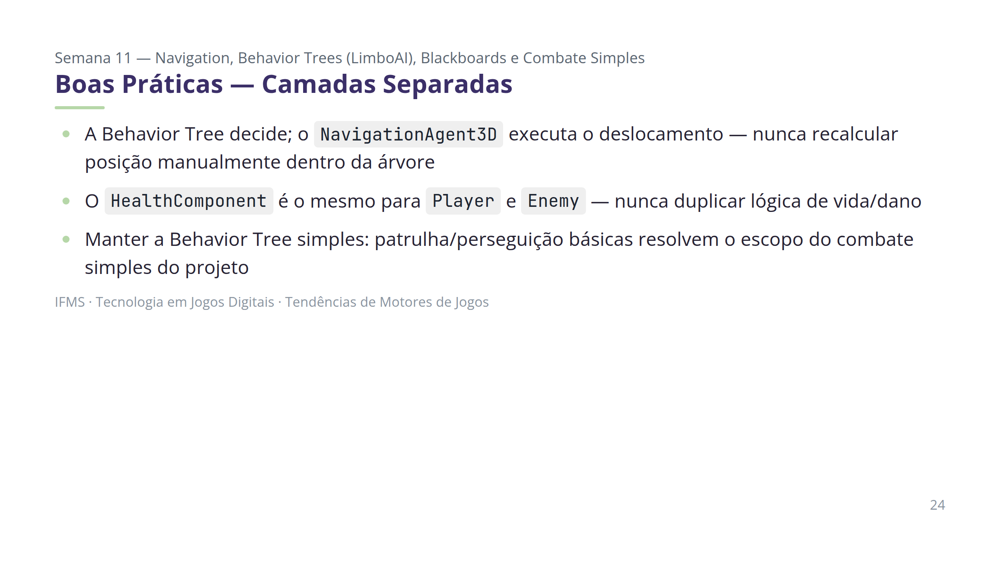 Semana 11 — Navigation, Behavior Trees (LimboAI), Blackboards e Combate Simples
Boas Práticas — Camadas Separadas
A Behavior Tree decide; o NavigationAgent3D executa o deslocamento — nunca recalcular
posição manualmente dentro da árvore
O HealthComponent é o mesmo para Player e Enemy — nunca duplicar lógica de vida/dano
Manter a Behavior Tree simples: patrulha/perseguição básicas resolvem o escopo do combate
simples do projeto
IFMS · Tecnologia em Jogos Digitais · Tendências de Motores de Jogos
24